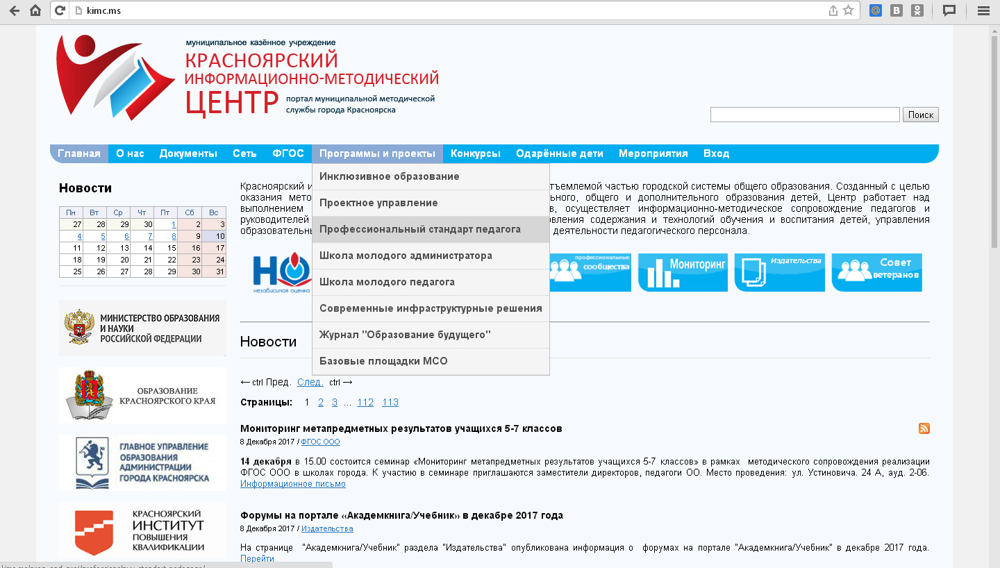 kimc.ms
муниципальное казённое учреждение
КРАСНОЯРСКИЙ
ИНФОРМАЦИОННО-МЕТОДИЧЕСКИЙ
ЦЕНТР
портал муниципальной методической
службы города Красноярска
Поиск
Главная О нас Документы Сеть ФГОС Программы и проекты Конкурсы Одарённые дети Мероприятия Вход
Инклюзивное образование
Проектное управление
Профессиональный стандарт педагога
Школа молодого администратора
Школа молодого педагога
Современные инфраструктурные решения
Журнал "Образование будущего"
Базовые площадки МСО
Новости
Пн Вт Ср Чт Пт Сб Вс
27 28 29 30 1 2 3
4 5 6 7 8 9 10
11 12 13 14 15 16 17
18 19 20 21 22 23 24
25 26 27 28 29 30 31
МИНИСТЕРСТВО ОБРАЗОВАНИЯ
И НАУКИ
РОССИЙСКОЙ ФЕДЕРАЦИИ
ОБРАЗОВАНИЕ
КРАСНОЯРСКОГО КРАЯ
ГЛАВНОЕ УПРАВЛЕНИЕ
ОБРАЗОВАНИЯ
АДМИНИСТРАЦИИ
ГОРОДА КРАСНОЯРСКА
КРАСНОЯРСКИЙ
ИНСТИТУТ
ПОВЫШЕНИЯ
КВАЛИФИКАЦИИ
Красноярский и тъемлемой частью городской системы общего образования. Созданный с целью
оказания мето льного, общего и дополнительного образования детей, Центр работает над
выполнением в, осуществляет информационно-методическое сопровождение педагогов и
руководителей овления содержания и технологий обучения и воспитания детей, управления
образовательны деятельности педагогического персонала.
НО
независимая оценка
профессиональные
сообщества
Мониторинг
Издательства
Совет
ветеранов
Новости
← ctrl Пред. След. ctrl →
Страницы: 1 2 3 ... 112 113
Мониторинг метапредметных результатов учащихся 5-7 классов
8 Декабря 2017 / ФГОС ООО
14 декабря в 15.00 состоится семинар «Мониторинг метапредметных результатов учащихся 5-7 классов» в рамках методического сопровождения реализации
ФГОС ООО в школах города. К участию в семинаре приглашаются заместители директоров, педагоги ОО. Место проведения: ул. Устиновича. 24 А, ауд. 2-06.
Информационное письмо
Форумы на портале «Академкнига/Учебник» в декабре 2017 года
8 Декабря 2017 / Издательства
На странице "Академкнига/Учебник" раздела "Издательства" опубликована информация о форумах на портале "Академкнига/Учебник" в декабре 2017 года.
Перейти